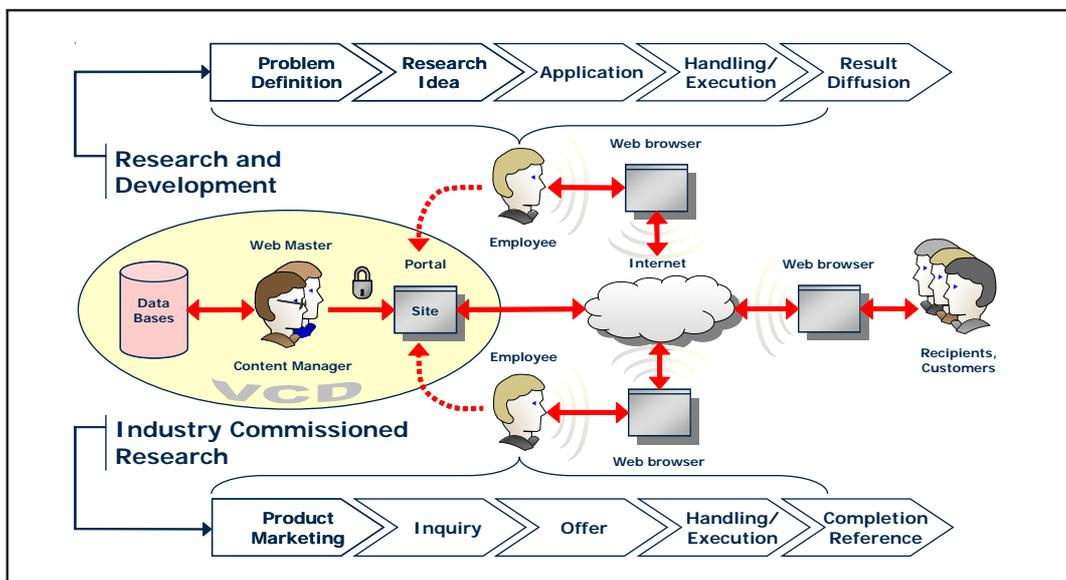 Problem
Definition
Research
Idea
Application
Handling/
Execution
Result
Diffusion
Research and
Development
Web browser
Employee
Web Master
Portal
Internet
Web browser
Data
Bases
Site
Content Manager
Employee
Recipients,
Customers
VCD
Industry Commissioned
Research
Web browser
Product
Marketing
Inquiry
Offer
Handling/
Execution
Completion
Reference